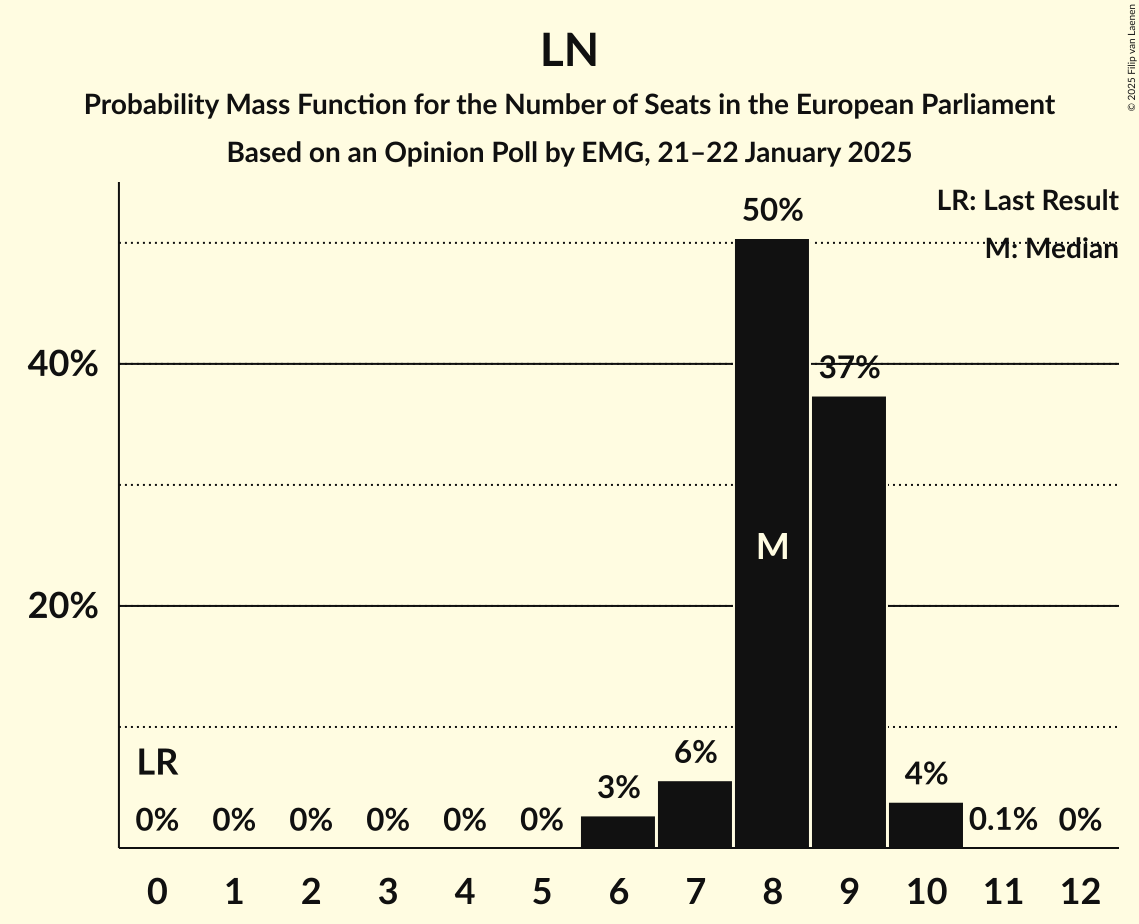 LN
Probability Mass Function for the Number of Seats in the European Parliament
Based on an Opinion Poll by EMG, 21–22 January 2025
© 2025 Filip van Laenen
LR: Last Result
M: Median
50%
40%
37%
M
20%
LR
6%
4%
3%
0% 0% 0% 0% 0% 0% 0.1% 0%
0 1 2 3 4 5 6 7 8 9 10 11 12